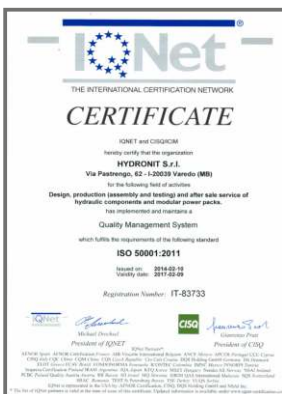 IQNet
®
THE INTERNATIONAL CERTIFICATION NETWORK
CERTIFICATE
IQNET and CISQ/ICIM
hereby certify that the organization
HYDRONIT S.r.l.
Via Pastrengo, 62 - I-20039 Varedo (MB)
for the following field of activities
Design, production (assembly and testing) and after sale service of
hydraulic components and modular power packs.
has implemented and maintains a
Quality Management System
which fulfills the requirements of the following standard
ISO 50001:2011
Issued on: 2014-02-10
Validity date: 2017-02-09
Registration Number: IT-83733
IQNet
CISQ
Michael Drechsel
President of IQNET
President of CISQ